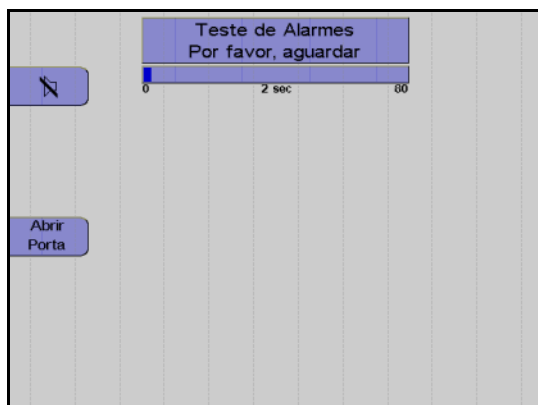 Teste de Alarmes
Por favor, aguardar
0 2 sec 80
Abrir
Porta